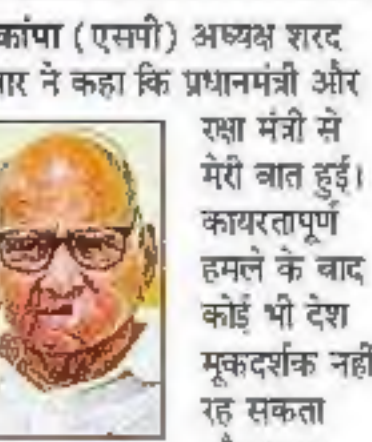 कांपा (एसपी) अध्यक्ष शरद
ार ने कहा कि प्रधानमंत्री और
रक्षा मंत्री से
मेरी बात हुई।
कायरतापूर्ण
हमले के बाद
कोई भी देश
मूकदर्शक नहीं
रह सकता